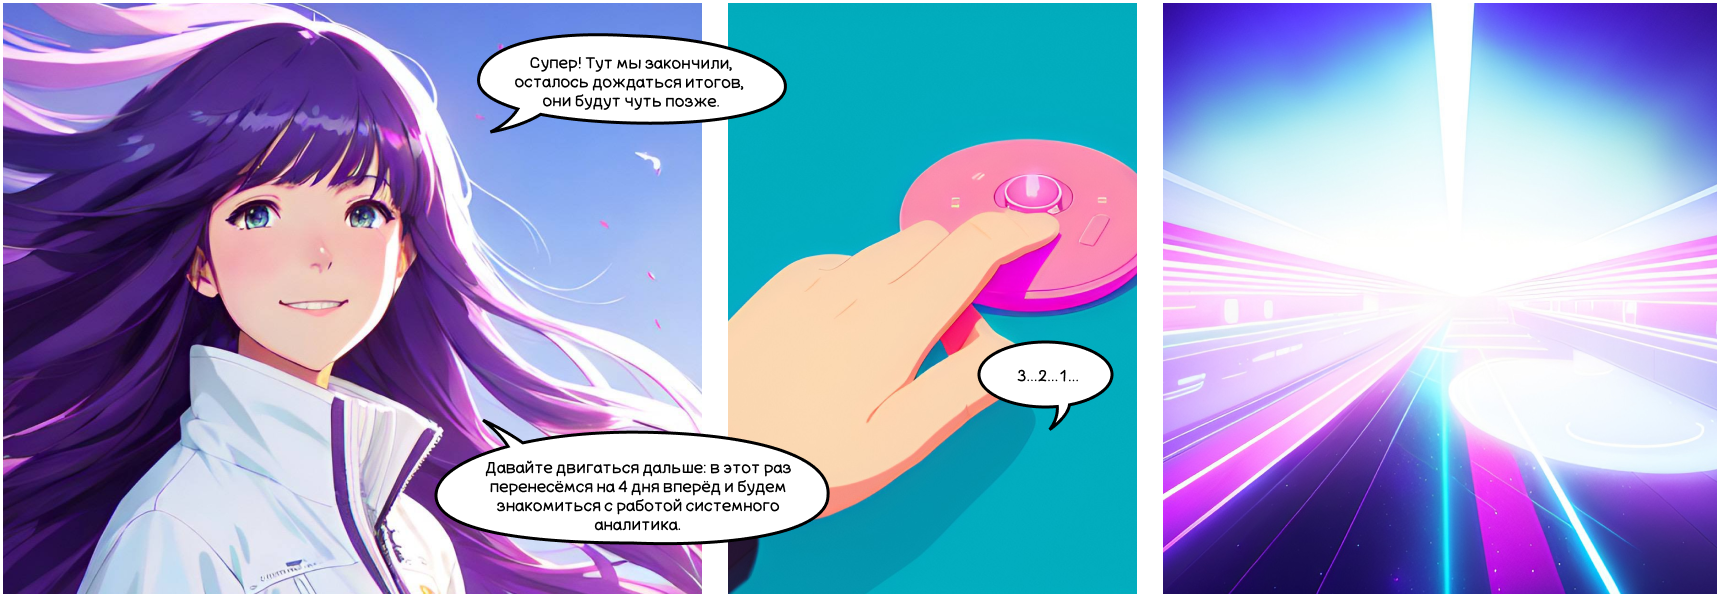 Супер! Тут мы закончили,
осталось дождаться итогов,
они будут чуть позже.
Давайте двигаться дальше: в этот раз
перенесёмся на 4 дня вперёд и будем
знакомиться с работой системного
аналитика.
3...2...1...